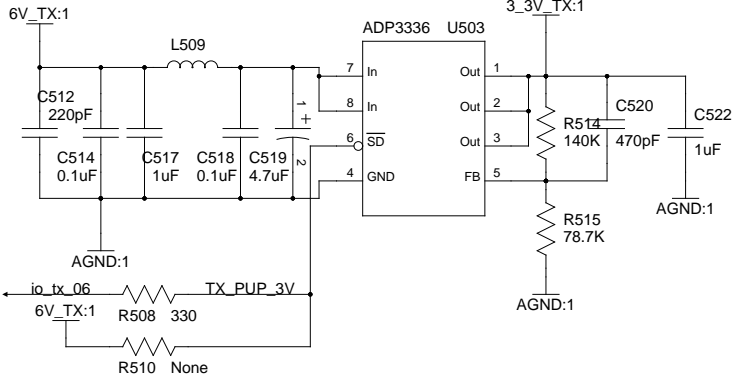 6V_TX:1
3_3V_TX:1
ADP3336 U503
L509
7 In
Out 1
C512
220pF
1 +
8 In
Out 2
R514
140K
C520
470pF
C522
1uF
6 SD
Out 3
C514
0.1uF
C517
1uF
C518
0.1uF
C519
4.7uF
2
4 GND
FB 5
AGND:1
R515
78.7K
AGND:1
AGND:1
io_tx_06
TX_PUP_3V
R508 330
6V_TX:1
R510 None